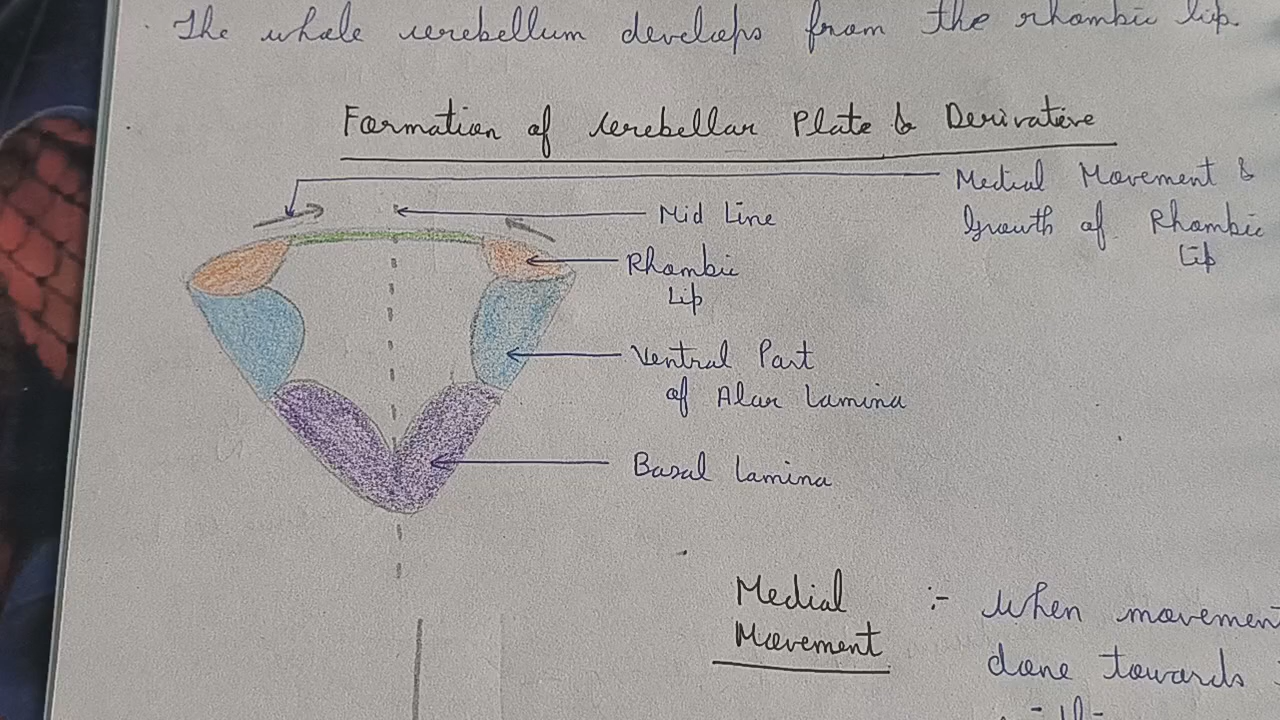 The whole cerebellum develops from the rhombic lip.
Formation of Cerebellar Plate & Derivative
Medial Movement &
Growth of Rhombic
Lip
Mid Line
Rhombic
Lip
Ventral Part
of Alar Lamina
Basal Lamina
Medial :- When movement
Movement done towards